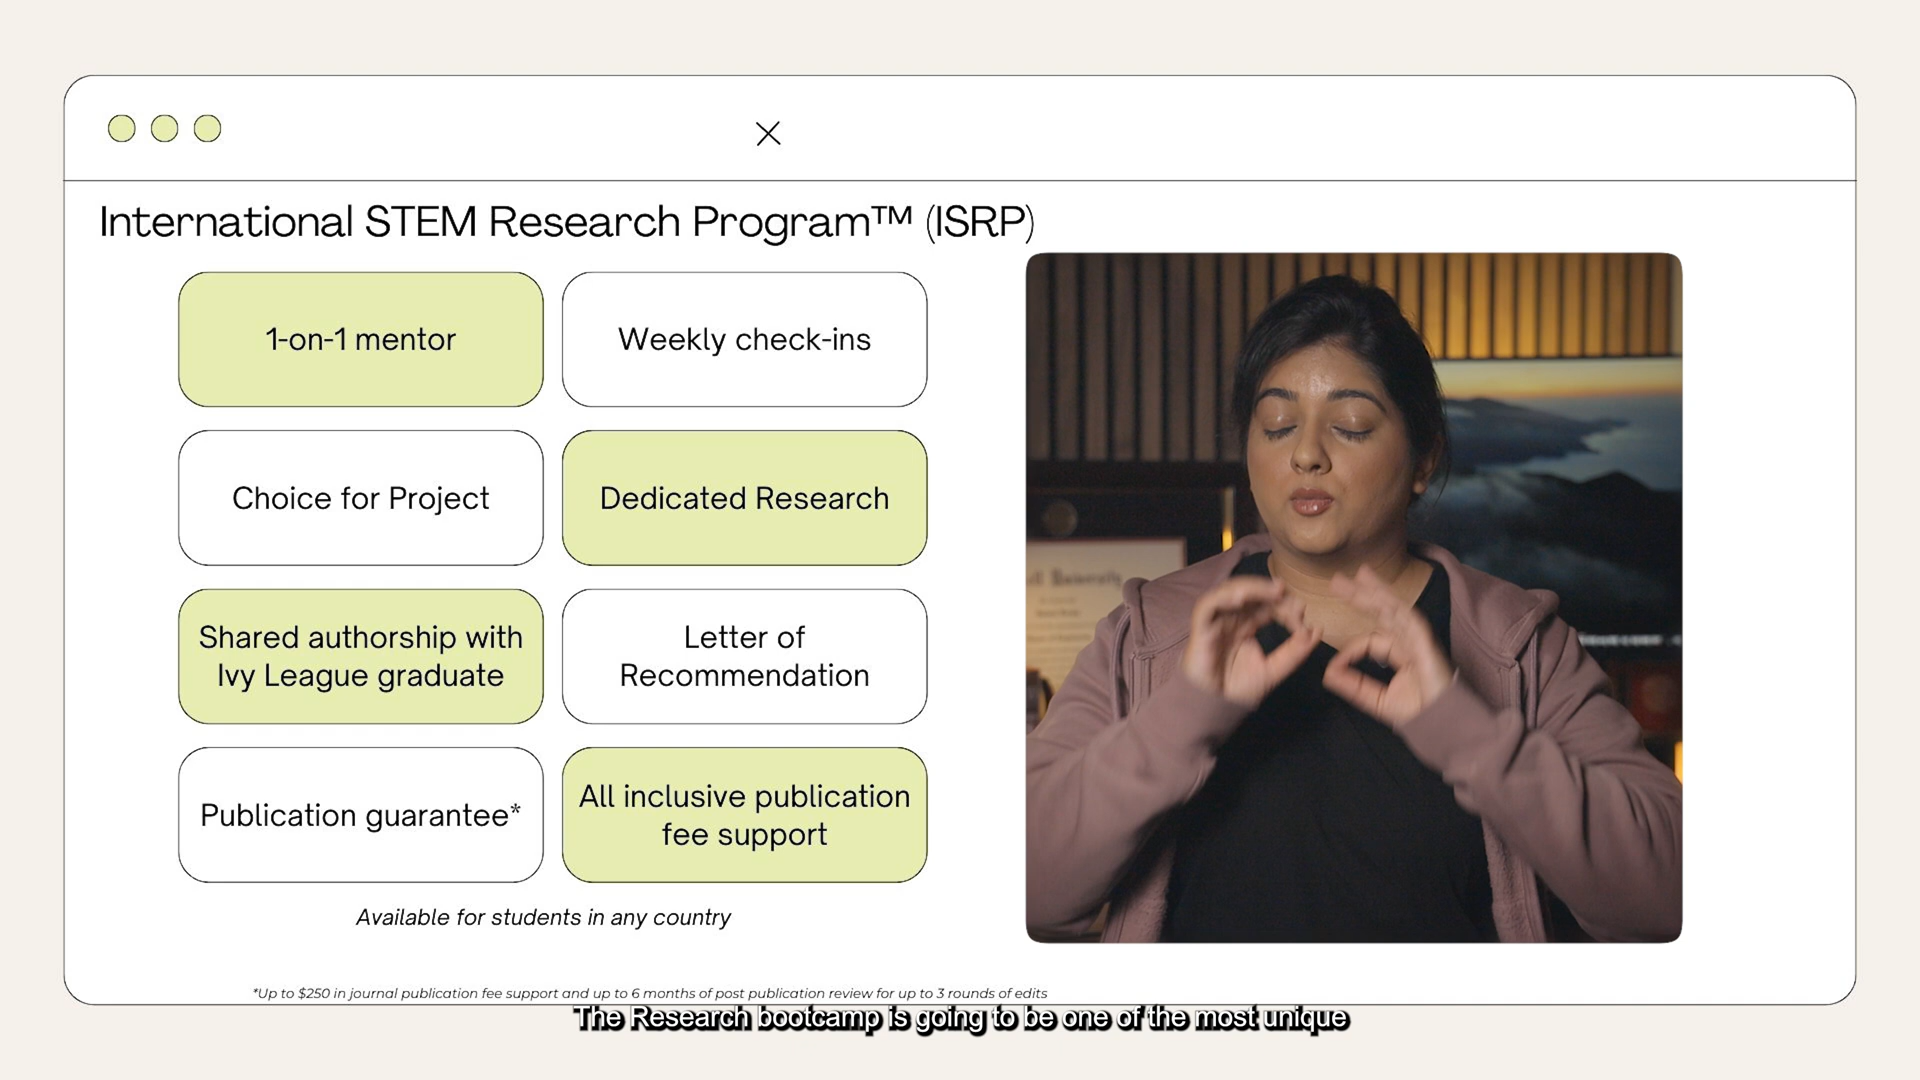 International STEM Research Program™ (ISRP)
1-on-1 mentor
Weekly check-ins
Choice for Project
Dedicated Research
Shared authorship with
Ivy League graduate
Letter of
Recommendation
Publication guarantee*
All inclusive publication
fee support
Available for students in any country
*Up to $250 in journal publication fee support and up to 6 months of post publication review for up to 3 rounds of edits
The Research bootcamp is going to be one of the most unique
University